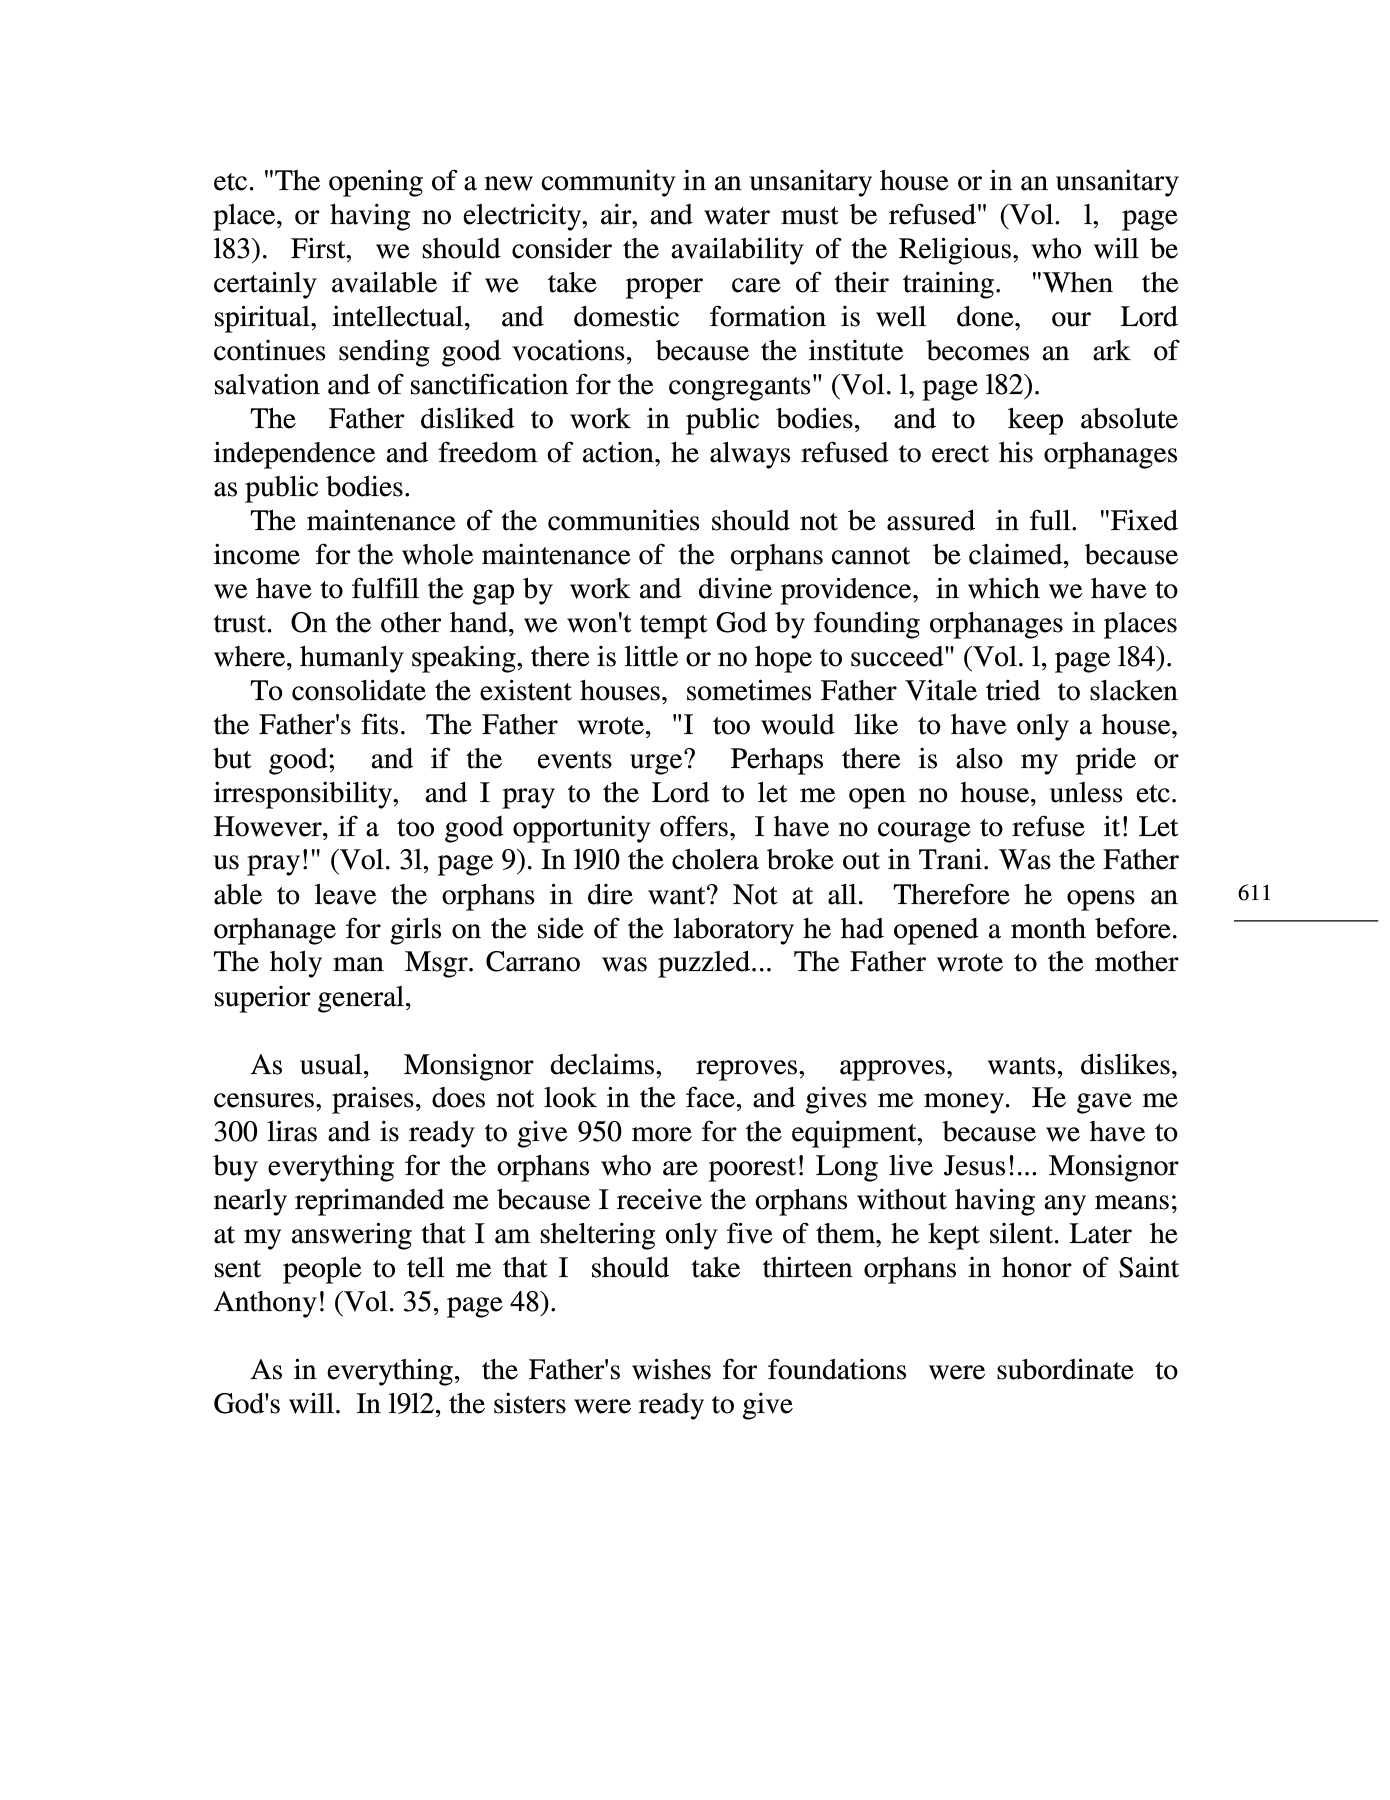 etc. "The opening of a new community in an unsanitary house or in an unsanitary
place, or having no electricity, air, and water must be refused" (Vol. l, page
l83). First, we should consider the availability of the Religious, who will be
certainly available if we take proper care of their training. "When the
spiritual, intellectual, and domestic formation is well done, our Lord
continues sending good vocations, because the institute becomes an ark of
salvation and of sanctification for the congregants" (Vol. l, page l82).
The Father disliked to work in public bodies, and to keep absolute
independence and freedom of action, he always refused to erect his orphanages
as public bodies.
The maintenance of the communities should not be assured in full. "Fixed
income for the whole maintenance of the orphans cannot be claimed, because
we have to fulfill the gap by work and divine providence, in which we have to
trust. On the other hand, we won't tempt God by founding orphanages in places
where, humanly speaking, there is little or no hope to succeed" (Vol. l, page l84).
To consolidate the existent houses, sometimes Father Vitale tried to slacken
the Father's fits. The Father wrote, "I too would like to have only a house,
but good; and if the events urge? Perhaps there is also my pride or
irresponsibility, and I pray to the Lord to let me open no house, unless etc.
However, if a too good opportunity offers, I have no courage to refuse it! Let
us pray!" (Vol. 3l, page 9). In l9l0 the cholera broke out in Trani. Was the Father
able to leave the orphans in dire want? Not at all. Therefore he opens an
orphanage for girls on the side of the laboratory he had opened a month before.
The holy man Msgr. Carrano was puzzled... The Father wrote to the mother
superior general,
As usual, Monsignor declaims, reproves, approves, wants, dislikes,
censures, praises, does not look in the face, and gives me money. He gave me
300 liras and is ready to give 950 more for the equipment, because we have to
buy everything for the orphans who are poorest! Long live Jesus!... Monsignor
nearly reprimanded me because I receive the orphans without having any means;
at my answering that I am sheltering only five of them, he kept silent. Later he
sent people to tell me that I should take thirteen orphans in honor of Saint
Anthony! (Vol. 35, page 48).
As in everything, the Father's wishes for foundations were subordinate to
God's will. In l9l2, the sisters were ready to give
611